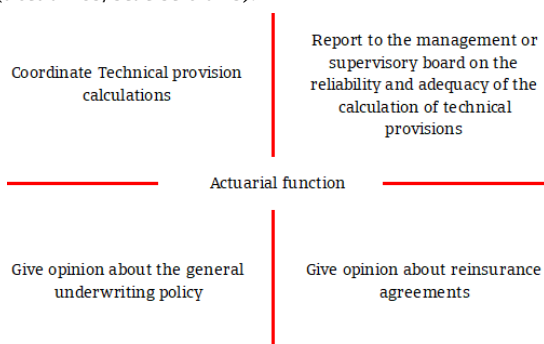 Coordinate Technical provision
calculations
Report to the management or
supervisory board on the
reliability and adequacy of the
calculation of technical
provisions
Actuarial function
Give opinion about the general
underwriting policy
Give opinion about reinsurance
agreements